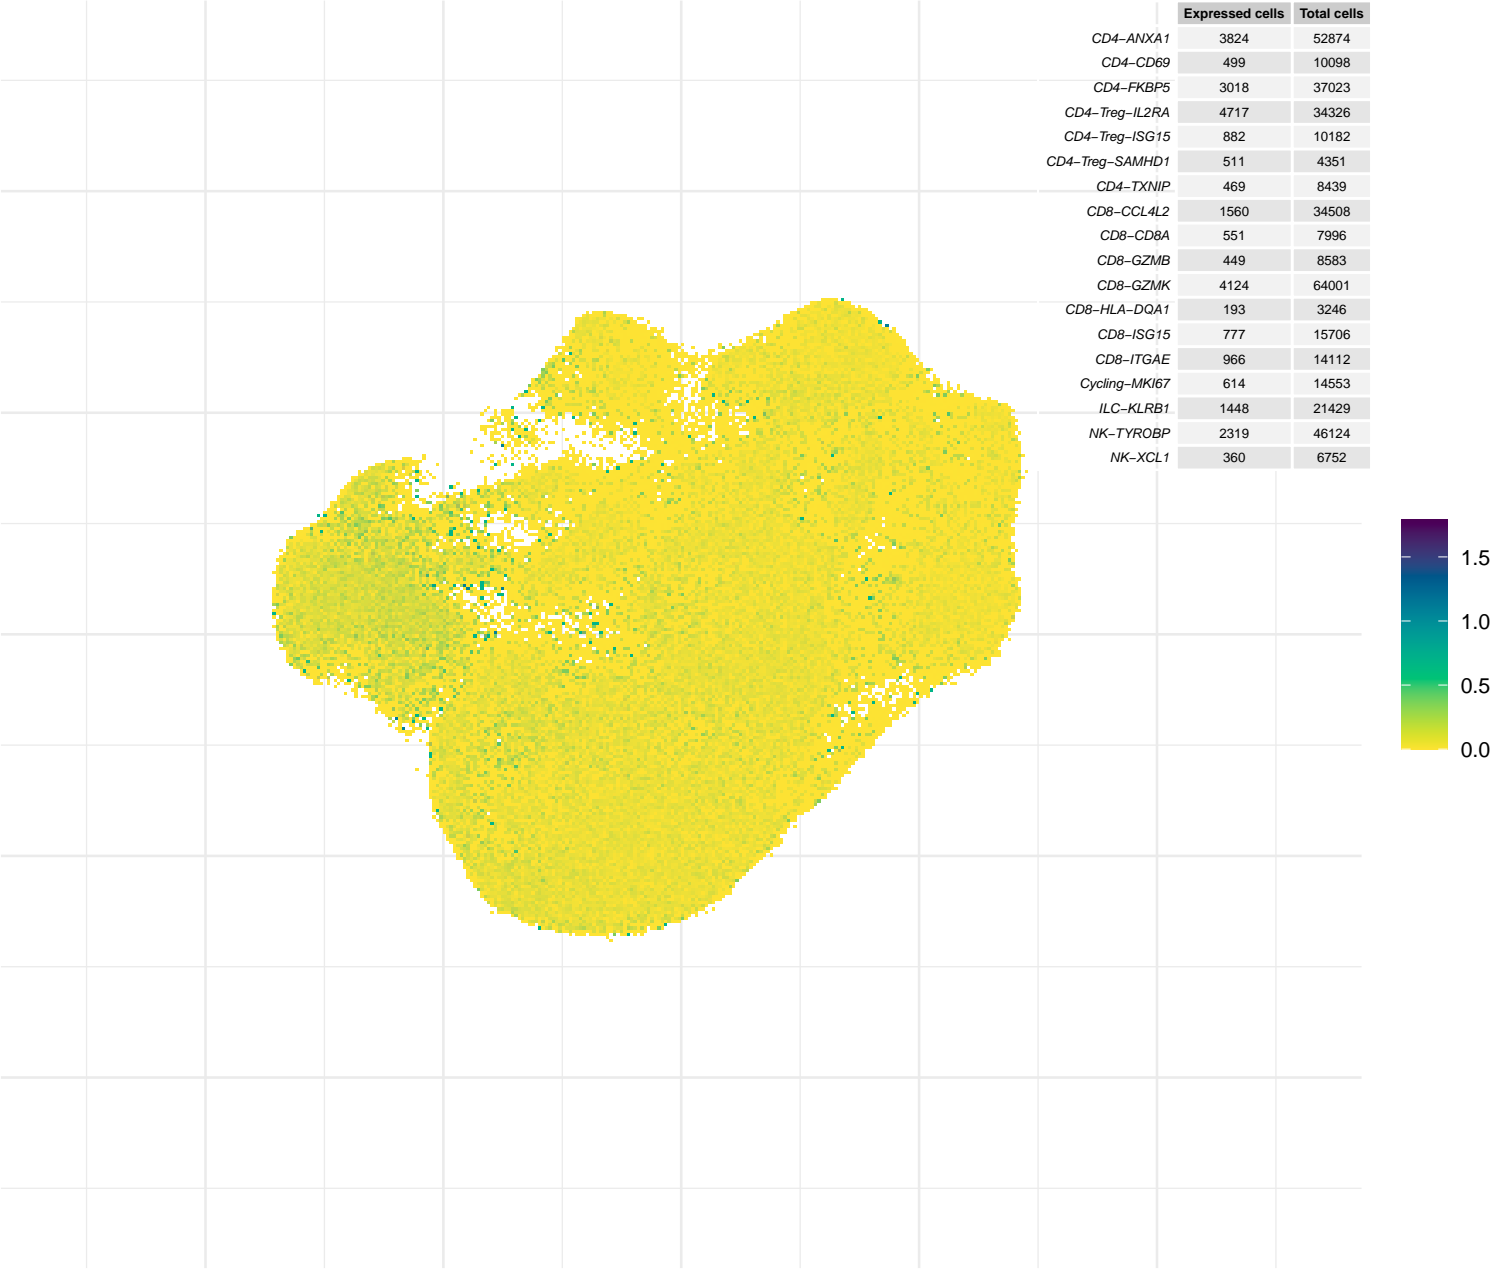 Expressed cells Total cells
CD4−ANXA1 3824 52874
CD4−CD69 499 10098
CD4−FKBP5 3018 37023
CD4−Treg−IL2RA 4717 34326
CD4−Treg−ISG15 882 10182
CD4−Treg−SAMHD1 511 4351
CD4−TXNIP 469 8439
CD8−CCL4L2 1560 34508
CD8−CD8A 551 7996
CD8−GZMB 449 8583
CD8−GZMK 4124 64001
CD8−HLA−DQA1 193 3246
CD8−ISG15 777 15706
CD8−ITGAE 966 14112
Cycling−MKI67 614 14553
ILC−KLRB1 1448 21429
NK−TYROBP 2319 46124
NK−XCL1 360 6752
1.5
1.0
0.5
0.0